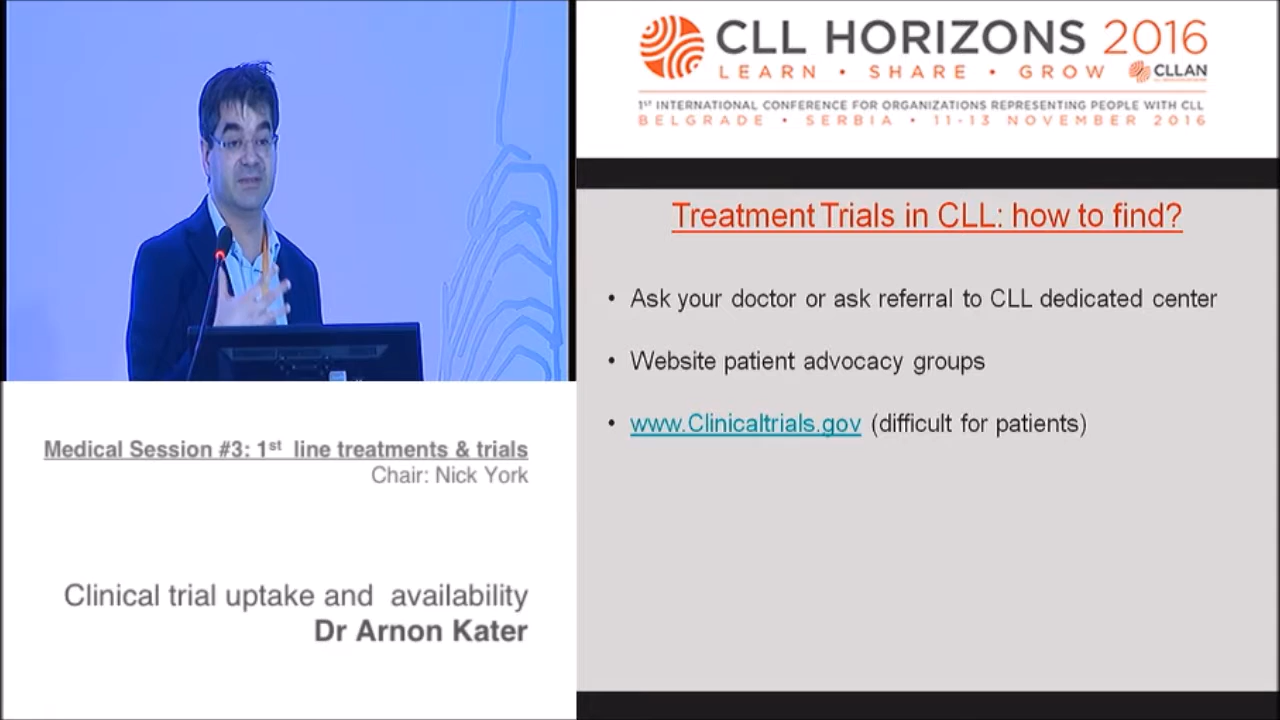 CLL HORIZONS 2016
LEARN • SHARE • GROW
CLLAN
1ST INTERNATIONAL CONFERENCE FOR ORGANIZATIONS REPRESENTING PEOPLE WITH CLL
BELGRADE • SERBIA • 11-13 NOVEMBER 2016
Treatment Trials in CLL: how to find?
• Ask your doctor or ask referral to CLL dedicated center
• Website patient advocacy groups
• www.Clinicaltrials.gov (difficult for patients)
Medical Session #3: 1st line treatments & trials
Chair: Nick York
Clinical trial uptake and availability
Dr Arnon Kater